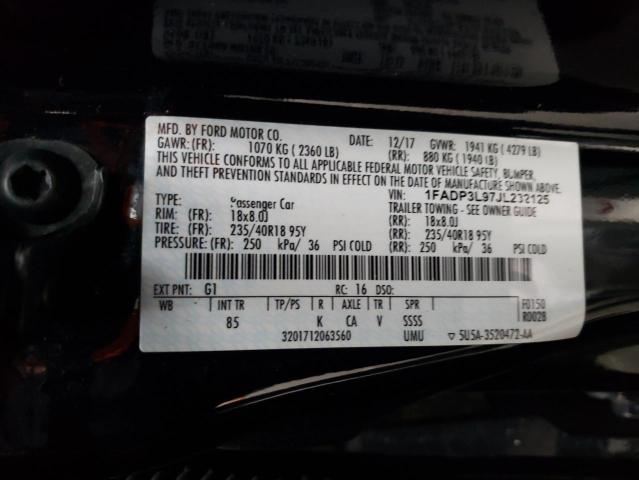 MFD. BY FORD MOTOR CO.
DATE: 12/17 GVWR: 1941 KG ( 4279 LB)
GAWR: (FR): 1070 KG ( 2360 LB) (RR): 880 KG ( 1940 LB)
THIS VEHICLE CONFORMS TO ALL APPLICABLE FEDERAL MOTOR VEHICLE SAFETY, BUMPER,
AND THEFT PREVENTION STANDARDS IN EFFECT ON THE DATE OF MANUFACTURE SHOWN ABOVE.
VIN: 1FADP3L97JL232125
TYPE: Passenger Car TRAILER TOWING - SEE OWNER GUIDE
RIM: (FR): 18x8.0J (RR): 18x8.0J
TIRE: (FR): 235/40R18 95Y (RR): 235/40R18 95Y
PRESSURE: (FR): 250 kPa/ 36 PSI COLD (RR): 250 kPa/ 36 PSI COLD
EXT PNT: G1 RC: 16 DSO:
WB INT TR TP/PS R AXLE TR SPR F0150
85 K CA V SSSS R0028
3201712063560 UMU ▽ 5U5A-3520472-AA